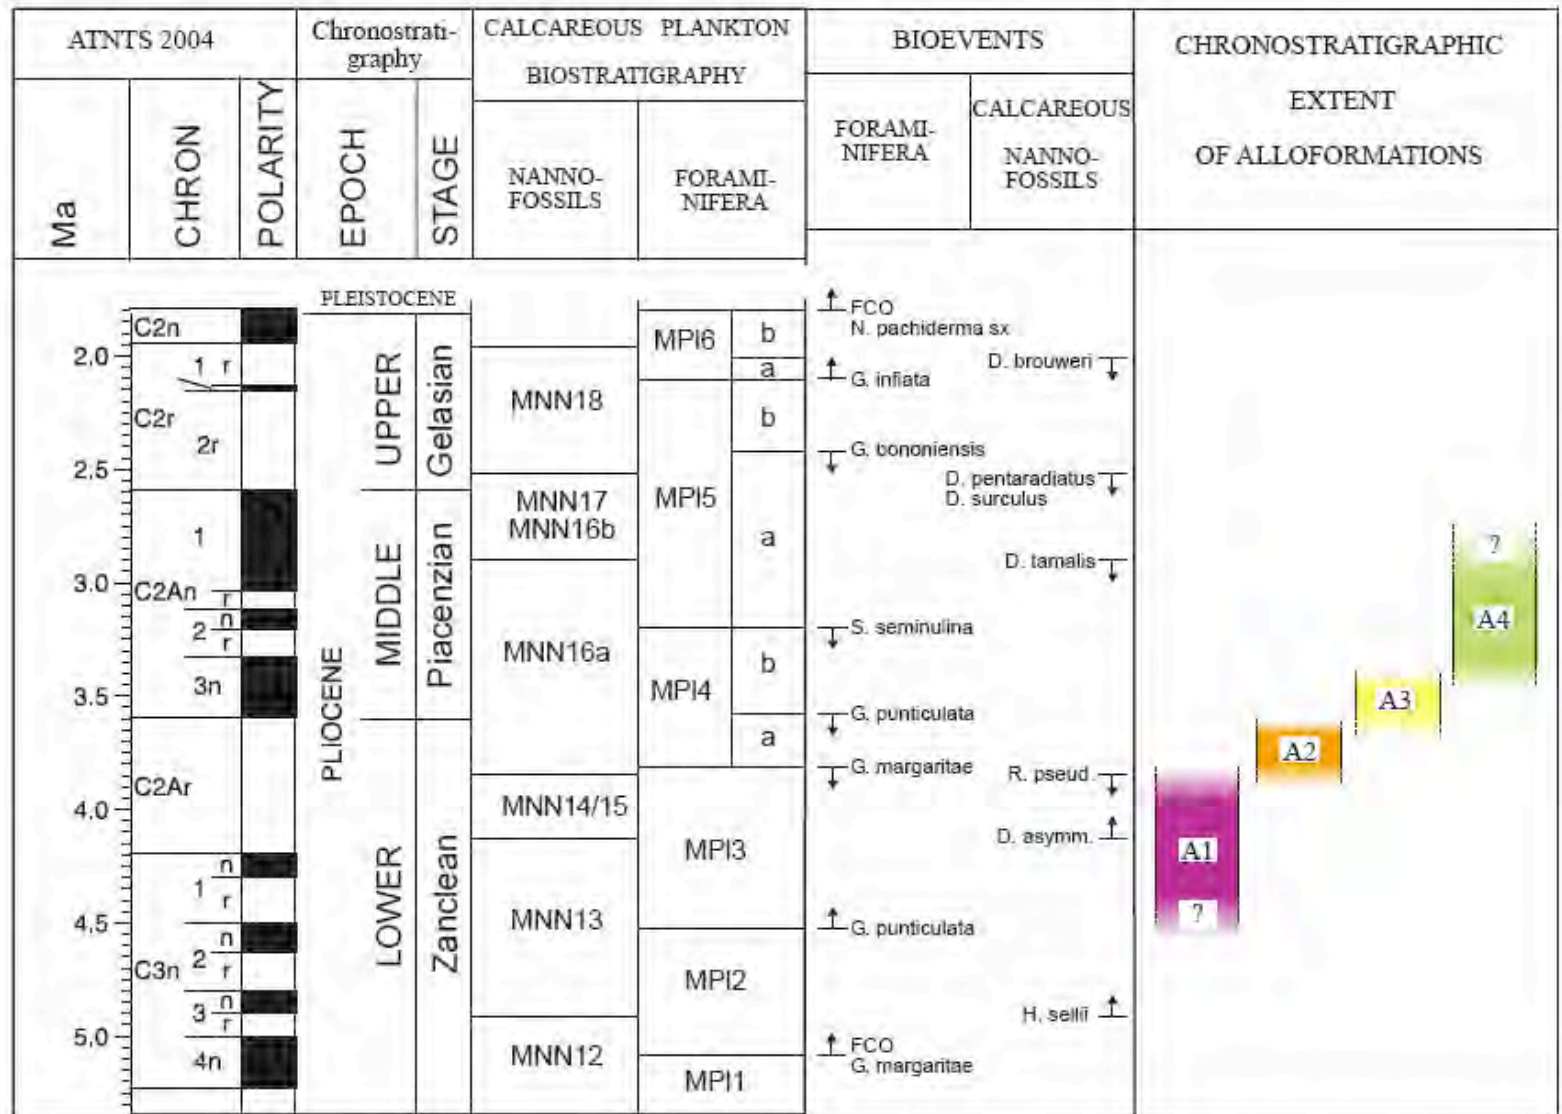 ATNTS 2004
Chronostrati-
graphy
CALCAREOUS PLANKTON
BIOSTRATIGRAPHY
BIOEVENTS
CHRONOSTRATIGRAPHIC
EXTENT
OF ALLOFORMATIONS
Ma
CHRON
POLARITY
EPOCH
STAGE
NANNO-
FOSSILS
FORAMI-
NIFERA
FORAMI-
NIFERA
CALCAREOUS
NANNO-
FOSSILS
PLEISTOCENE
2.0
2.5
3.0
3.5
4.0
4.5
5.0
C2n
1 r
C2r
2r
1
C2An
r
n
2
r
3n
C2Ar
n
1
r
n
C3n 2
r
n
3
r
4n
PLIOCENE
UPPER
MIDDLE
LOWER
Gelasian
Piacenzian
Zanclean
MNN18
MNN17
MNN16b
MNN16a
MNN14/15
MNN13
MNN12
MPl6
b
a
MPl5
b
a
MPl4
b
a
MPl3
MPl2
MPl1
FCO
N. pachiderma sx
G. inflata
G. bononiensis
S. seminulina
G. punticulata
G. margaritae
G. punticulata
FCO
G. margaritae
D. brouweri
D. pentaradiatus
D. surculus
D. tamalis
R. pseud.
D. asymm.
H. sellii
A1
?
A2
A3
?
A4